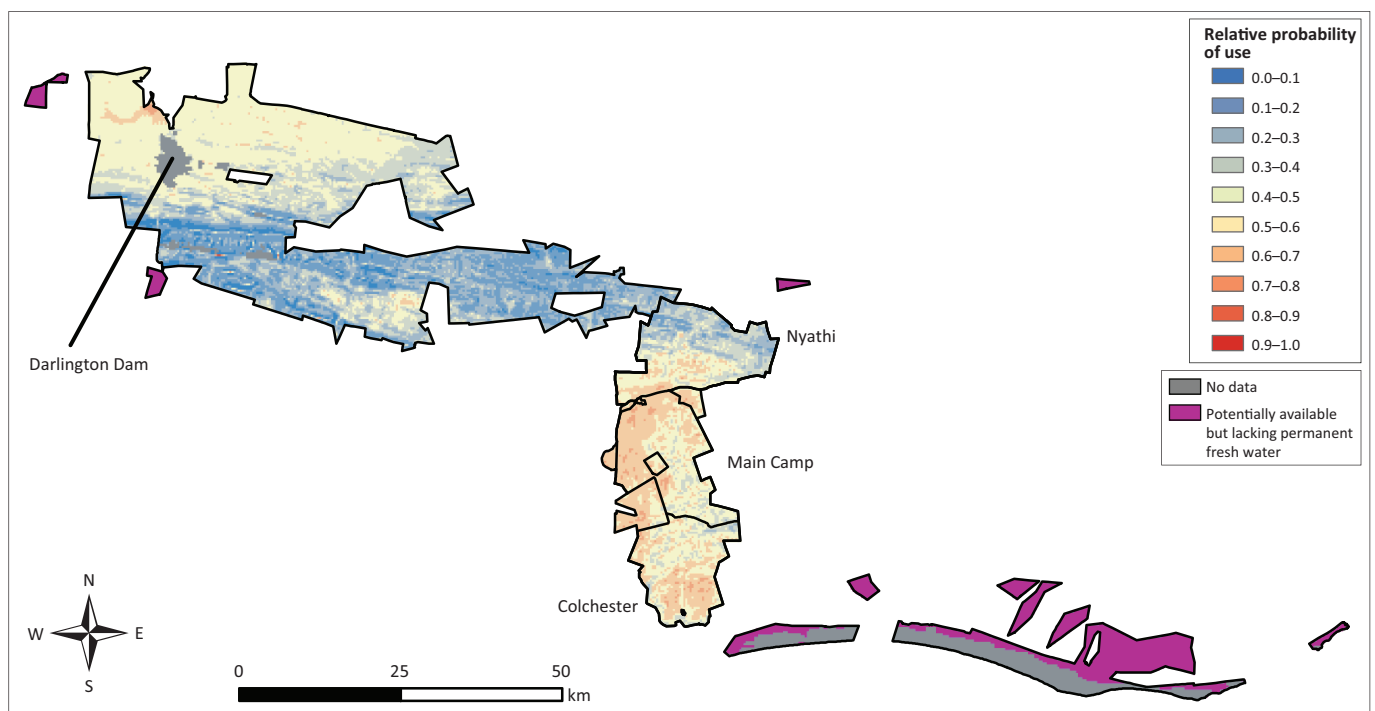 Relative probability
of use
0.0–0.1
0.1–0.2
0.2–0.3
0.3–0.4
0.4–0.5
0.5–0.6
0.6–0.7
0.7–0.8
0.8–0.9
0.9–1.0
No data
Potentially available
but lacking permanent
fresh water
Darlington Dam
Nyathi
Main Camp
Colchester
N
W E
S
0 25 50
km